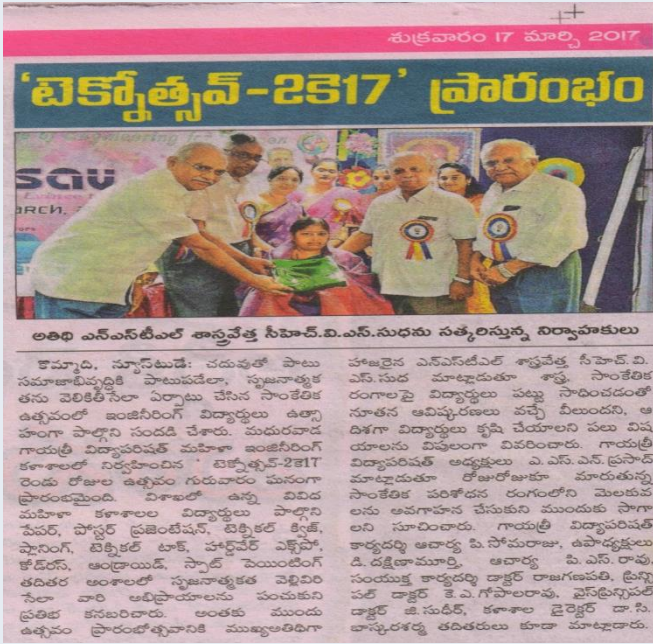 శుక్రవారం 17 మార్చి 2017
‘టెక్నోత్సవ్-2కె17’ ప్రారంభం
SAV
ARCH,
అతిథి ఎన్ఎస్‌టీఎల్ శాస్త్రవేత్త సీహెచ్.వి.ఎస్.సుధను సత్కరిస్తున్న నిర్వాహకులు
కొమ్మాది, న్యూస్‌టుడే: చదువుతో పాటు
సమాజాభివృద్ధికి పాటుపడేలా, సృజనాత్మక
తను వెలికితీసేలా ఏర్పాటు చేసిన సాంకేతిక
ఉత్సవంలో ఇంజినీరింగ్ విద్యార్థులు ఉత్సా
హంగా పాల్గొని సందడి చేశారు. మధురవాడ
గాయత్రి విద్యాపరిషత్ మహిళా ఇంజినీరింగ్
కళాశాలలో నిర్వహించిన టెక్నోత్సవ్-2కె17
రెండు రోజుల ఉత్సవం గురువారం ఘనంగా
ప్రారంభమైంది. విశాఖలో ఉన్న వివిధ
మహిళా కళాశాలల విద్యార్థులు పాల్గొని
పేపర్, పోస్టర్ ప్రజెంటేషన్, టెక్నికల్ క్విజ్,
ప్లానింగ్, టెక్నికల్ టాక్, హార్డ్‌వేర్ ఎక్స్‌పో,
కోడ్‌రస్, ఆండ్రాయిడ్, స్పాట్ పెయింటింగ్
తదితర అంశాలలో సృజనాత్మకత వెల్లివిరి
సేలా వారి అభిప్రాయాలను పంచుకుని
ప్రతిభ కనబరిచారు. అంతకు ముందు
ఉత్సవం ప్రారంభోత్సవానికి ముఖ్యఅతిథిగా
హాజరైన ఎన్ఎస్‌టీఎల్ శాస్త్రవేత్త సీహెచ్.వి.
ఎస్.సుధ మాట్లాడుతూ శాస్త్ర, సాంకేతిక
రంగాలపై విద్యార్థులు పట్టు సాధించడంతో
నూతన ఆవిష్కరణలు వచ్చే వీలుందని, ఆ
దిశగా విద్యార్థులు కృషి చేయాలని పలు విష
యాలను విపులంగా వివరించారు. గాయత్రి
విద్యాపరిషత్ అధ్యక్షులు ఎ.ఎస్.ఎన్.ప్రసాద్
మాట్లాడుతూ రోజురోజుకూ మారుతున్న
సాంకేతిక పరిశోధన రంగంలోని మెలకువ
లను అవగాహన చేసుకుని ముందుకు సాగా
లని సూచించారు. గాయత్రి విద్యాపరిషత్
కార్యదర్శి ఆచార్య పి.సోమరాజు, ఉపాధ్యక్షులు
డి.దక్షిణామూర్తి, ఆచార్య పి.ఎస్.రావు,
సంయుక్త కార్యదర్శి డాక్టర్ రాజగణపతి, ప్రిన్సి
పల్ డాక్టర్ కె.ఎ.గోపాలరావు, వైస్‌ప్రిన్సిపల్
డాక్టర్ జి.సుధీర్, కళాశాల డైరెక్టర్ డా.సి.
భాస్కరశర్మ తదితరులు కూడా మాట్లాడారు.